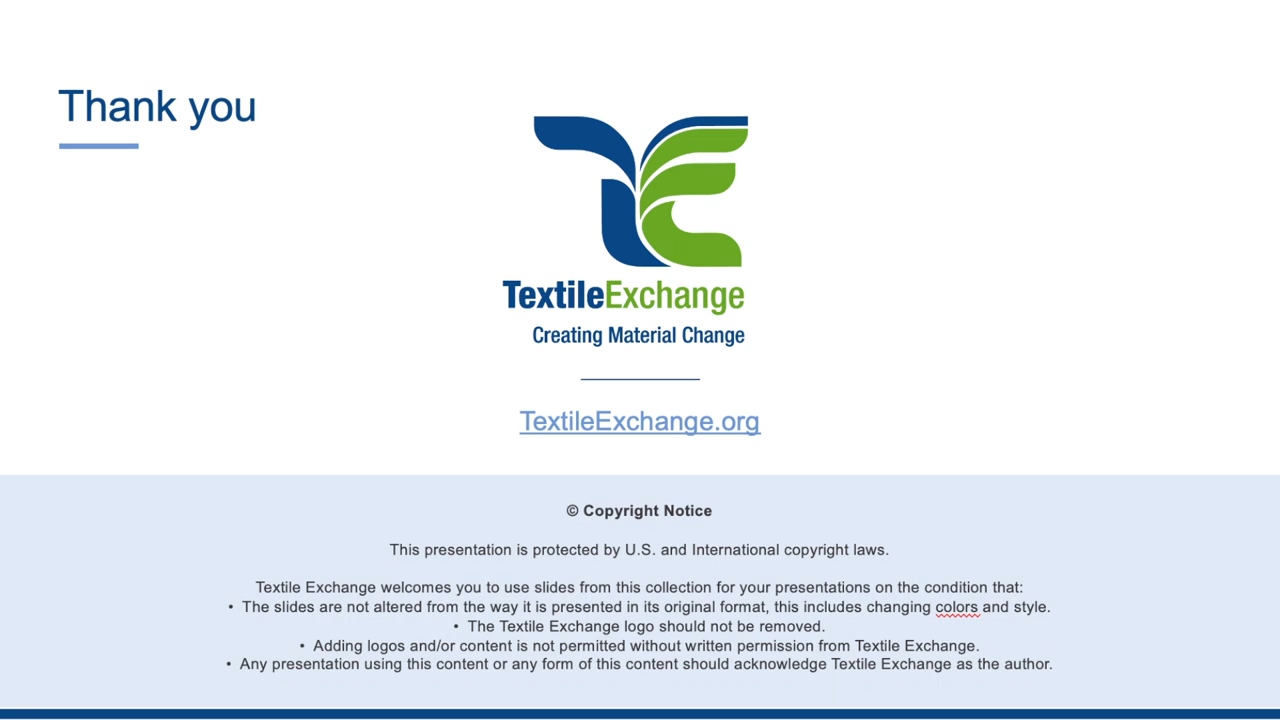 Thank you
TextileExchange
Creating Material Change
TextileExchange.org
© Copyright Notice
This presentation is protected by U.S. and International copyright laws.
Textile Exchange welcomes you to use slides from this collection for your presentations on the condition that:
• The slides are not altered from the way it is presented in its original format, this includes changing colors and style.
• The Textile Exchange logo should not be removed.
• Adding logos and/or content is not permitted without written permission from Textile Exchange.
• Any presentation using this content or any form of this content should acknowledge Textile Exchange as the author.